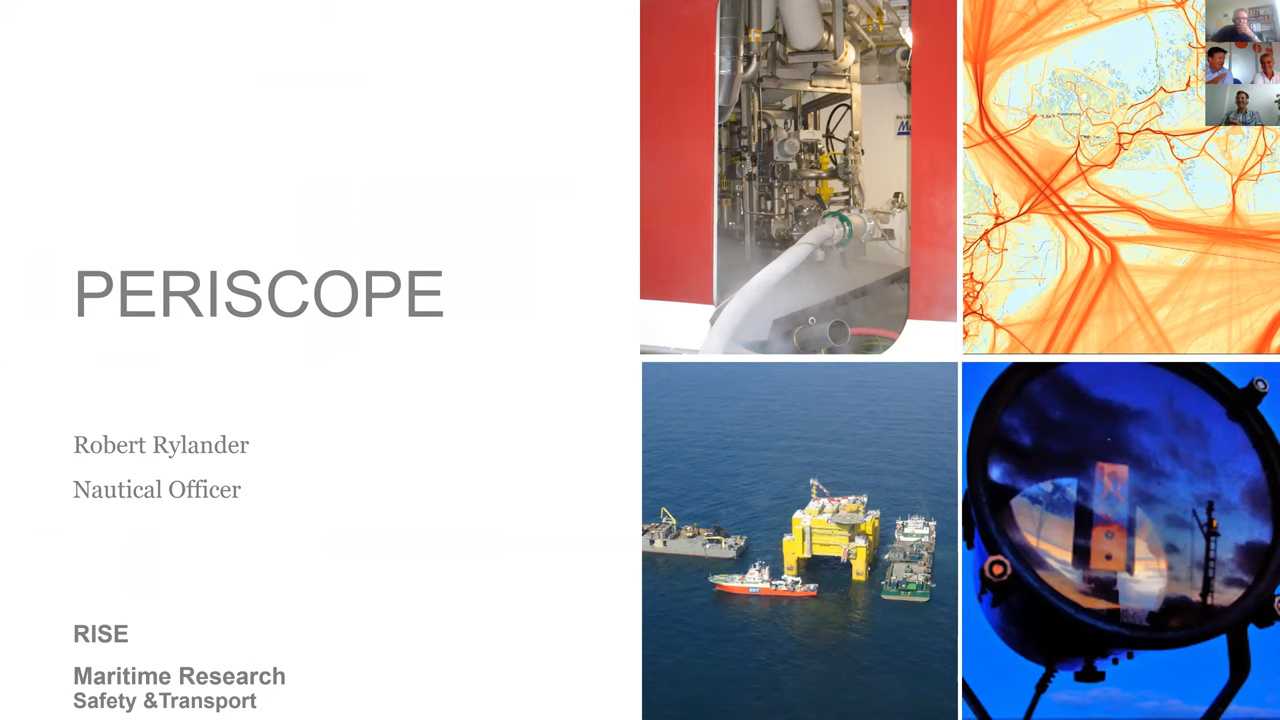 PERISCOPE
Robert Rylander
Nautical Officer
RISE
Maritime Research
Safety &Transport